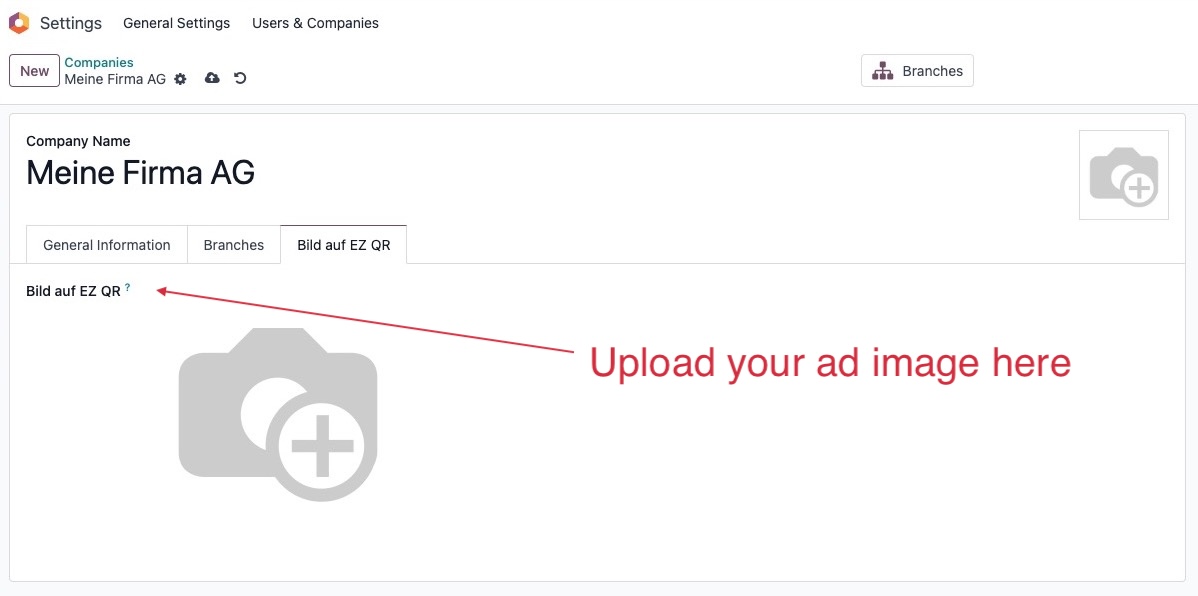 Settings General Settings Users & Companies
New
Companies
Meine Firma AG
Branches
Company Name
Meine Firma AG
General Information Branches Bild auf EZ QR
Bild auf EZ QR ?
Upload your ad image here